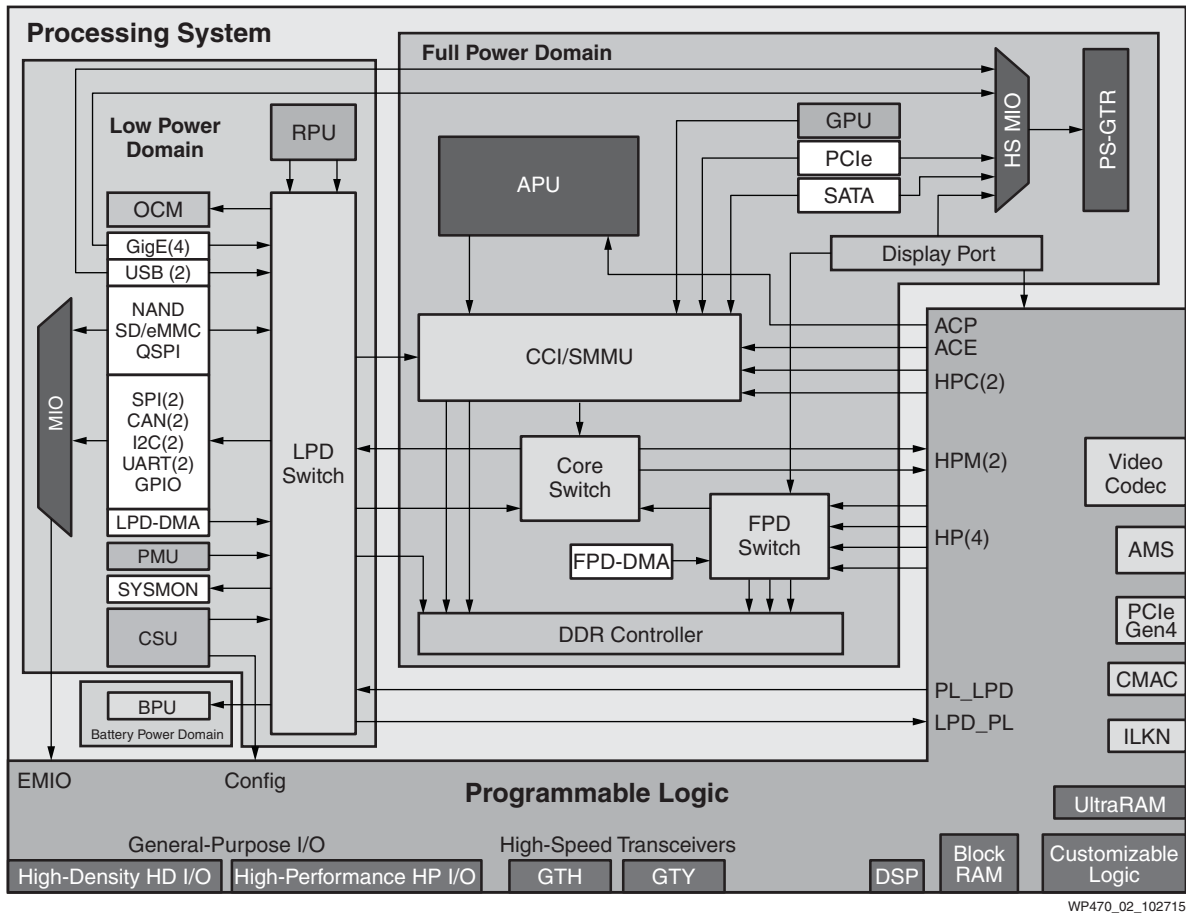 Processing System
Full Power Domain
Low Power
Domain
RPU
APU
GPU
PCIe
SATA
HS MIO
PS-GTR
Display Port
OCM
GigE(4)
USB (2)
NAND
SD/eMMC
QSPI
MIO
SPI(2)
CAN(2)
I2C(2)
UART(2)
GPIO
LPD-DMA
PMU
SYSMON
CSU
BPU
Battery Power Domain
LPD
Switch
CCI/SMMU
Core
Switch
FPD
Switch
FPD-DMA
DDR Controller
ACP
ACE
HPC(2)
HPM(2)
HP(4)
PL_LPD
LPD_PL
Video
Codec
AMS
PCIe
Gen4
CMAC
ILKN
EMIO
Config
Programmable Logic
UltraRAM
General-Purpose I/O
High-Speed Transceivers
High-Density HD I/O
High-Performance HP I/O
GTH
GTY
DSP
Block
RAM
Customizable
Logic
WP470_02_102715